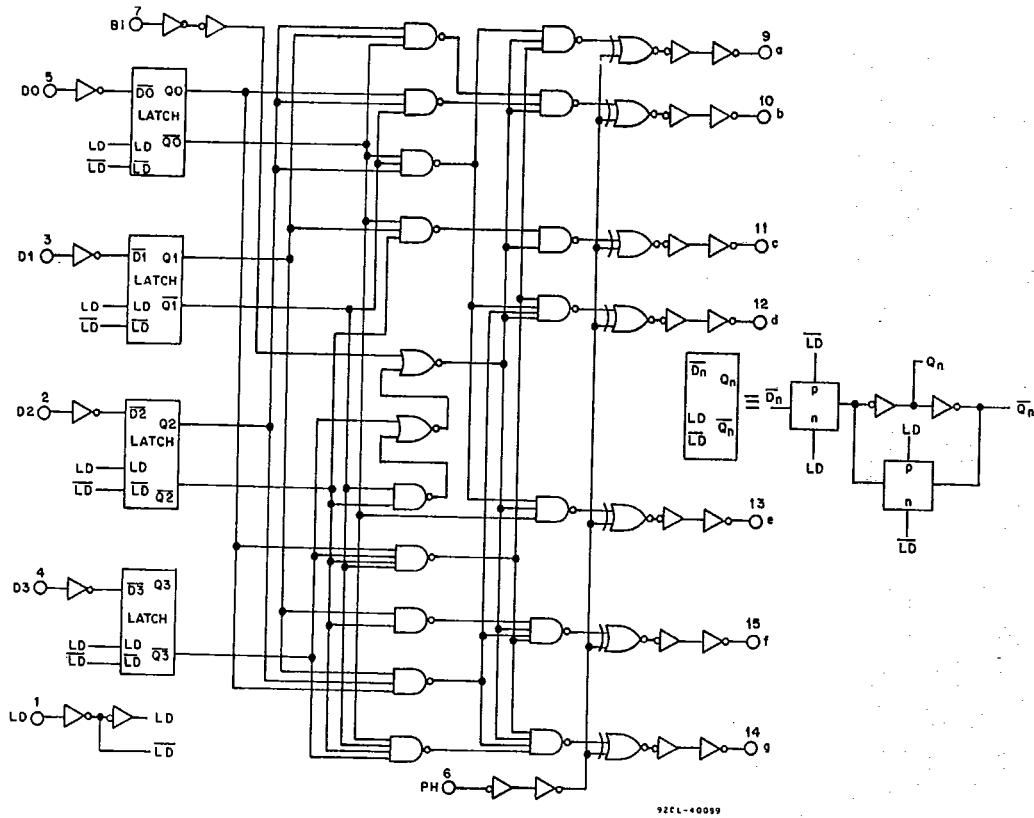 7
BI
5
D0
D0 Q0
LATCH
LD LD Q0
LD LD
3
D1
D1 Q1
LATCH
LD LD Q1
LD LD
2
D2
D2 Q2
LATCH
LD LD
LD LD Q2
4
D3
D3 Q3
LATCH
LD LD
LD LD Q3
1
LD LD
LD
9
a
10
b
11
c
12
d
13
e
15
f
14
g
6
PH
Dn Qn
LD Qn
LD
≡
Dn
LD
p
n
LD
Qn
Qn
LD
p
n
LD
92CL-40099